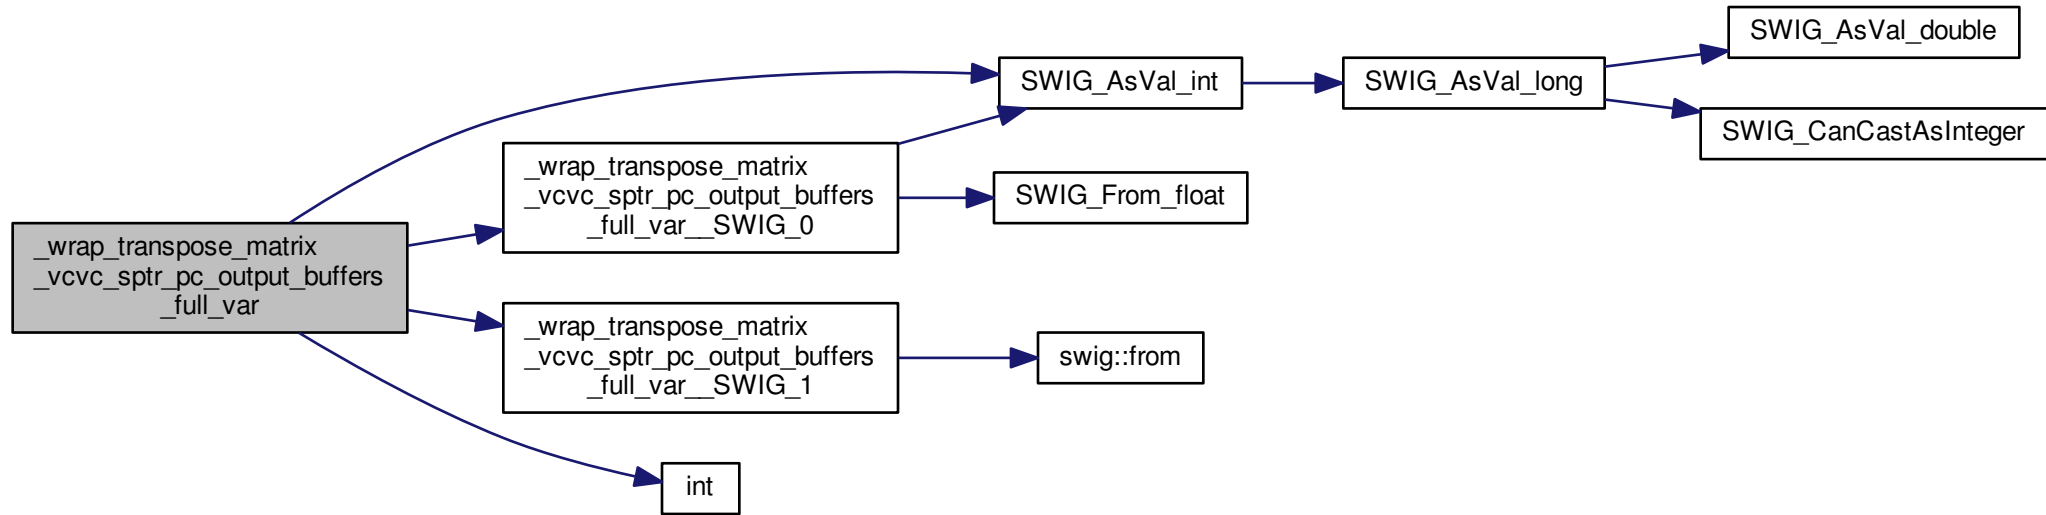 _wrap_transpose_matrix
_vcvc_sptr_pc_output_buffers
_full_var
_wrap_transpose_matrix
_vcvc_sptr_pc_output_buffers
_full_var__SWIG_0
_wrap_transpose_matrix
_vcvc_sptr_pc_output_buffers
_full_var__SWIG_1
int
SWIG_AsVal_int
SWIG_From_float
swig::from
SWIG_AsVal_long
SWIG_AsVal_double
SWIG_CanCastAsInteger